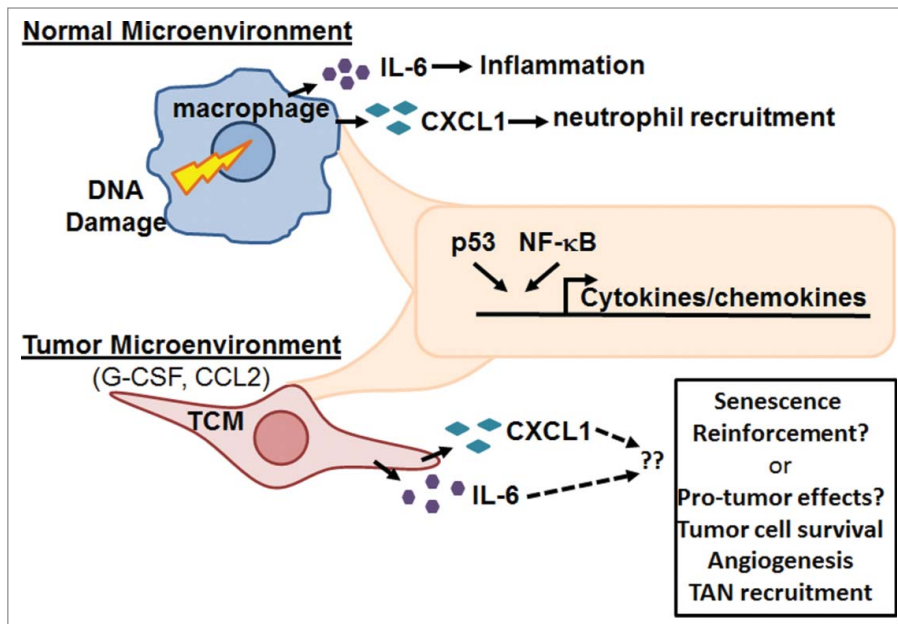 Normal Microenvironment
IL-6 Inflammation
macrophage
CXCL1 neutrophil recruitment
DNA
Damage
p53 NF-κB
Cytokines/chemokines
Tumor Microenvironment
(G-CSF, CCL2)
TCM
CXCL1
IL-6
??
Senescence
Reinforcement?
or
Pro-tumor effects?
Tumor cell survival
Angiogenesis
TAN recruitment